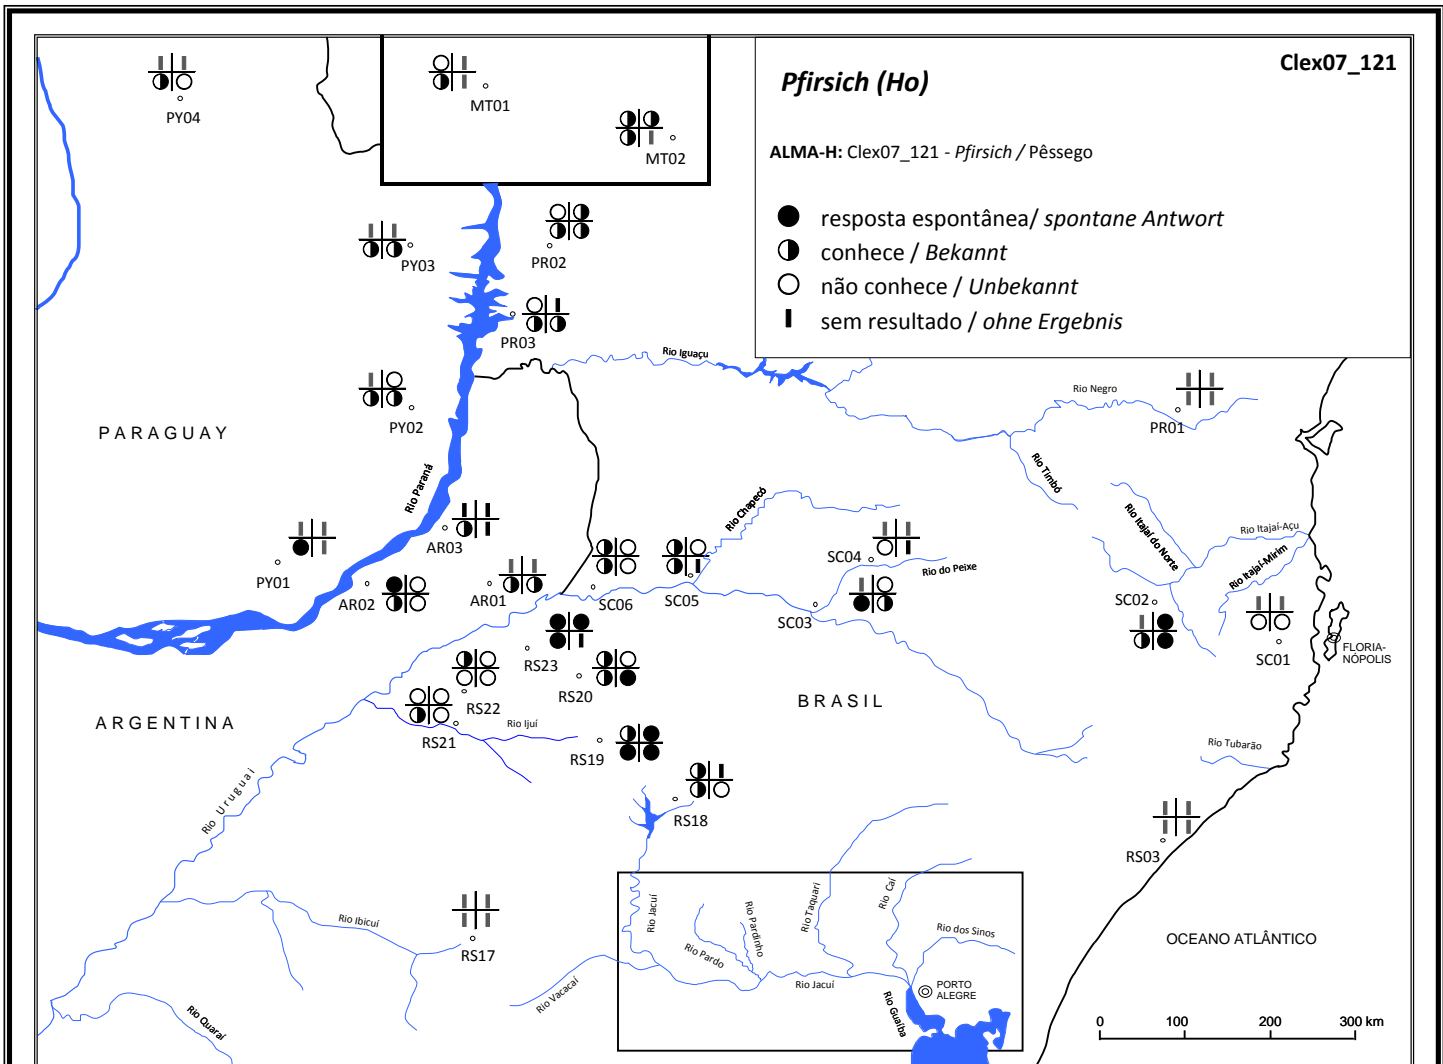 Clex07_121
Pfirsich (Ho)
ALMA-H: Clex07_121 - Pfirsich / Pêssego
resposta espontânea/ spontane Antwort
conhece / Bekannt
não conhece / Unbekannt
sem resultado / ohne Ergebnis
PY04
MT01
MT02
PY03
PR02
PR03
Rio Iguaçu
PY02
Rio Negro
PR01
PARAGUAY
Rio Paraná
Rio Timbó
Rio Chapecó
Rio Itajaí do Norte
Rio Itajaí-Açu
Rio Itajaí-Mirim
AR03
PY01
SC04
Rio do Peixe
AR02
AR01
SC06
SC05
SC03
SC02
SC01
FLORIA-
NÓPOLIS
RS23
RS20
RS22
BRASIL
ARGENTINA
RS21
Rio Ijuí
RS19
Rio Tubarão
Rio Uruguai
RS18
RS03
Rio Ibicuí
RS17
Rio Jacuí
Rio Pardo
Rio Pardinho
Rio Taquari
Rio Caí
Rio dos Sinos
OCEANO ATLÂNTICO
Rio Vacacaí
Rio Jacuí
PORTO
ALEGRE
Rio Guaíba
Rio Quaraí
0 100 200 300 km